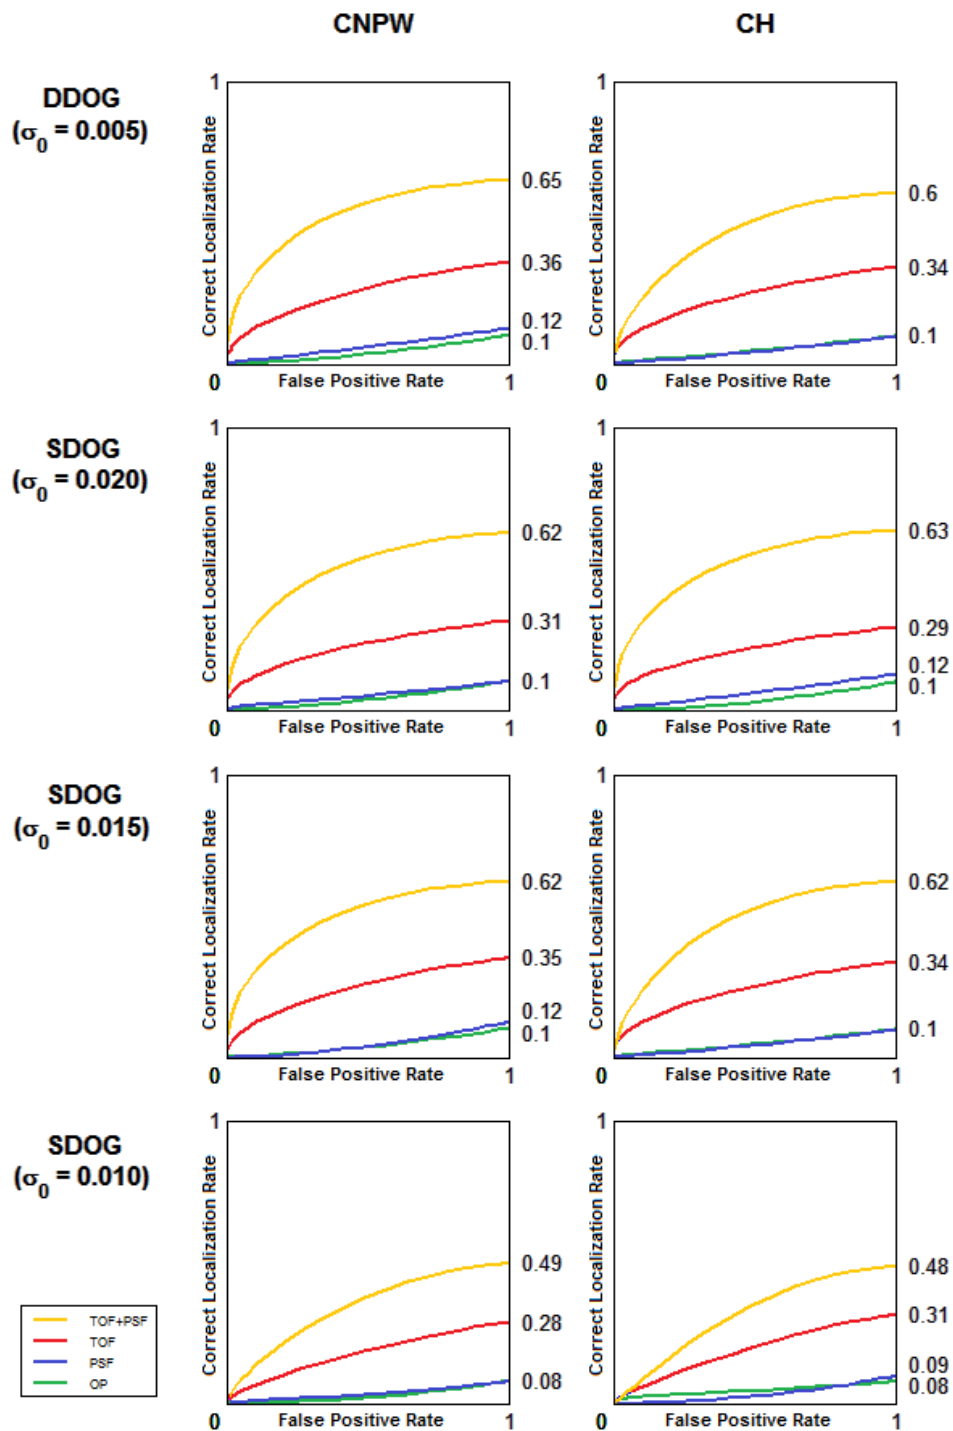 CNPW CH
DDOG
(σ0 = 0.005)
1
Correct Localization Rate
0.65
0.36
0.12
0.1
0 False Positive Rate 1
1
Correct Localization Rate
0.6
0.34
0.1
0 False Positive Rate 1
SDOG
(σ0 = 0.020)
1
Correct Localization Rate
0.62
0.31
0.1
0 False Positive Rate 1
1
Correct Localization Rate
0.63
0.29
0.12
0.1
0 False Positive Rate 1
SDOG
(σ0 = 0.015)
1
Correct Localization Rate
0.62
0.35
0.12
0.1
0 False Positive Rate 1
1
Correct Localization Rate
0.62
0.34
0.1
0 False Positive Rate 1
SDOG
(σ0 = 0.010)
1
Correct Localization Rate
0.49
0.28
0.08
0 False Positive Rate 1
1
Correct Localization Rate
0.48
0.31
0.09
0.08
0 False Positive Rate 1
TOF+PSF
TOF
PSF
OP